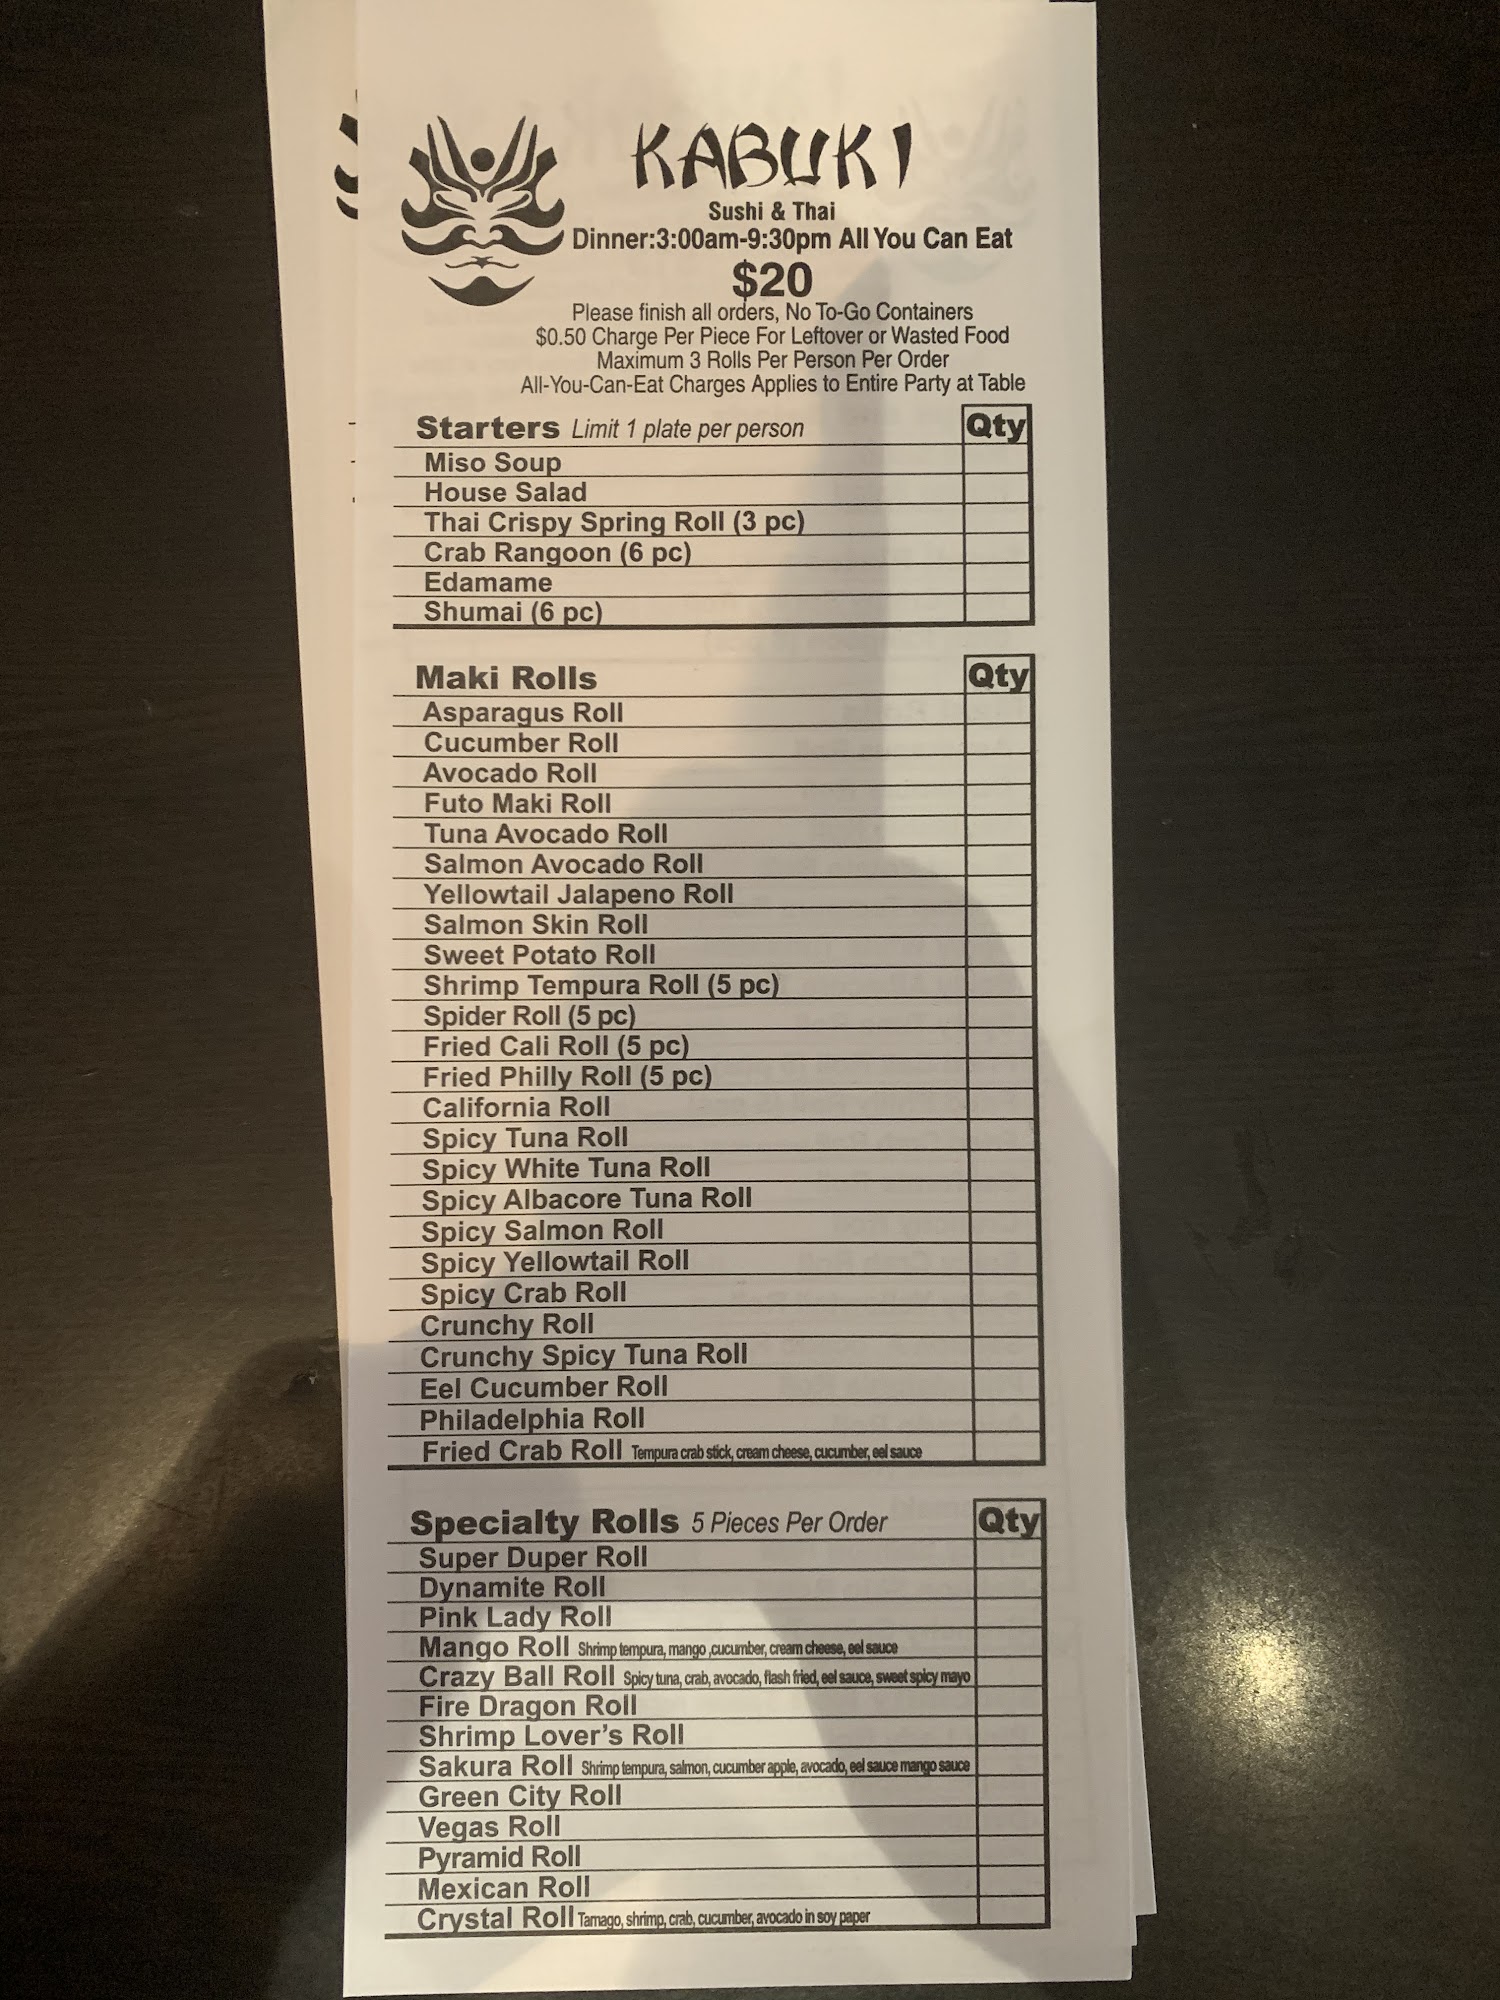 KABUKI
Sushi & Thai
Dinner:3:00am-9:30pm All You Can Eat
$20
Please finish all orders, No To-Go Containers
$0.50 Charge Per Piece For Leftover or Wasted Food
Maximum 3 Rolls Per Person Per Order
All-You-Can-Eat Charges Applies to Entire Party at Table
Starters Limit 1 plate per person Qty
Miso Soup
House Salad
Thai Crispy Spring Roll (3 pc)
Crab Rangoon (6 pc)
Edamame
Shumai (6 pc)
Maki Rolls Qty
Asparagus Roll
Cucumber Roll
Avocado Roll
Futo Maki Roll
Tuna Avocado Roll
Salmon Avocado Roll
Yellowtail Jalapeno Roll
Salmon Skin Roll
Sweet Potato Roll
Shrimp Tempura Roll (5 pc)
Spider Roll (5 pc)
Fried Cali Roll (5 pc)
Fried Philly Roll (5 pc)
California Roll
Spicy Tuna Roll
Spicy White Tuna Roll
Spicy Albacore Tuna Roll
Spicy Salmon Roll
Spicy Yellowtail Roll
Spicy Crab Roll
Crunchy Roll
Crunchy Spicy Tuna Roll
Eel Cucumber Roll
Philadelphia Roll
Fried Crab Roll Tempura crab stick, cream cheese, cucumber, eel sauce
Specialty Rolls 5 Pieces Per Order Qty
Super Duper Roll
Dynamite Roll
Pink Lady Roll
Mango Roll Shrimp tempura, mango ,cucumber, cream cheese, eel sauce
Crazy Ball Roll Spicy tuna, crab, avocado, flash fried, eel sauce, sweet spicy mayo
Fire Dragon Roll
Shrimp Lover's Roll
Sakura Roll Shrimp tempura, salmon, cucumber apple, avocado, eel sauce mango sauce
Green City Roll
Vegas Roll
Pyramid Roll
Mexican Roll
Crystal Roll Tamago, shrimp, crab, cucumber, avocado in soy paper